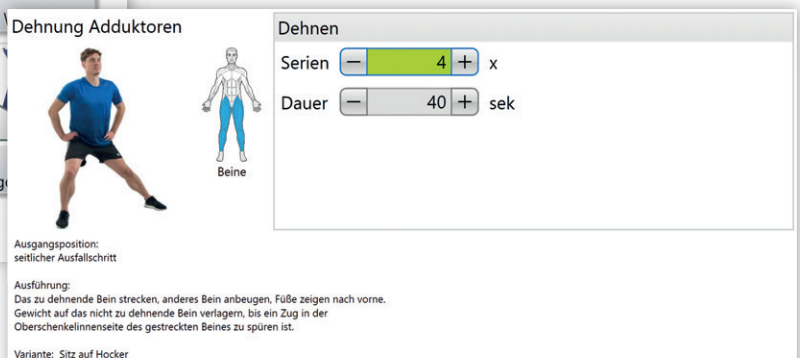 Dehnung Adduktoren
Beine
Dehnen
Serien − 4 + x
Dauer − 40 + sek
Ausgangsposition:
seitlicher Ausfallschritt
Ausführung:
Das zu dehnende Bein strecken, anderes Bein anbeugen, Füße zeigen nach vorne.
Gewicht auf das nicht zu dehnende Bein verlagern, bis ein Zug in der
Oberschenkelinnenseite des gestreckten Beines zu spüren ist.
Variante: Sitz auf Hocker